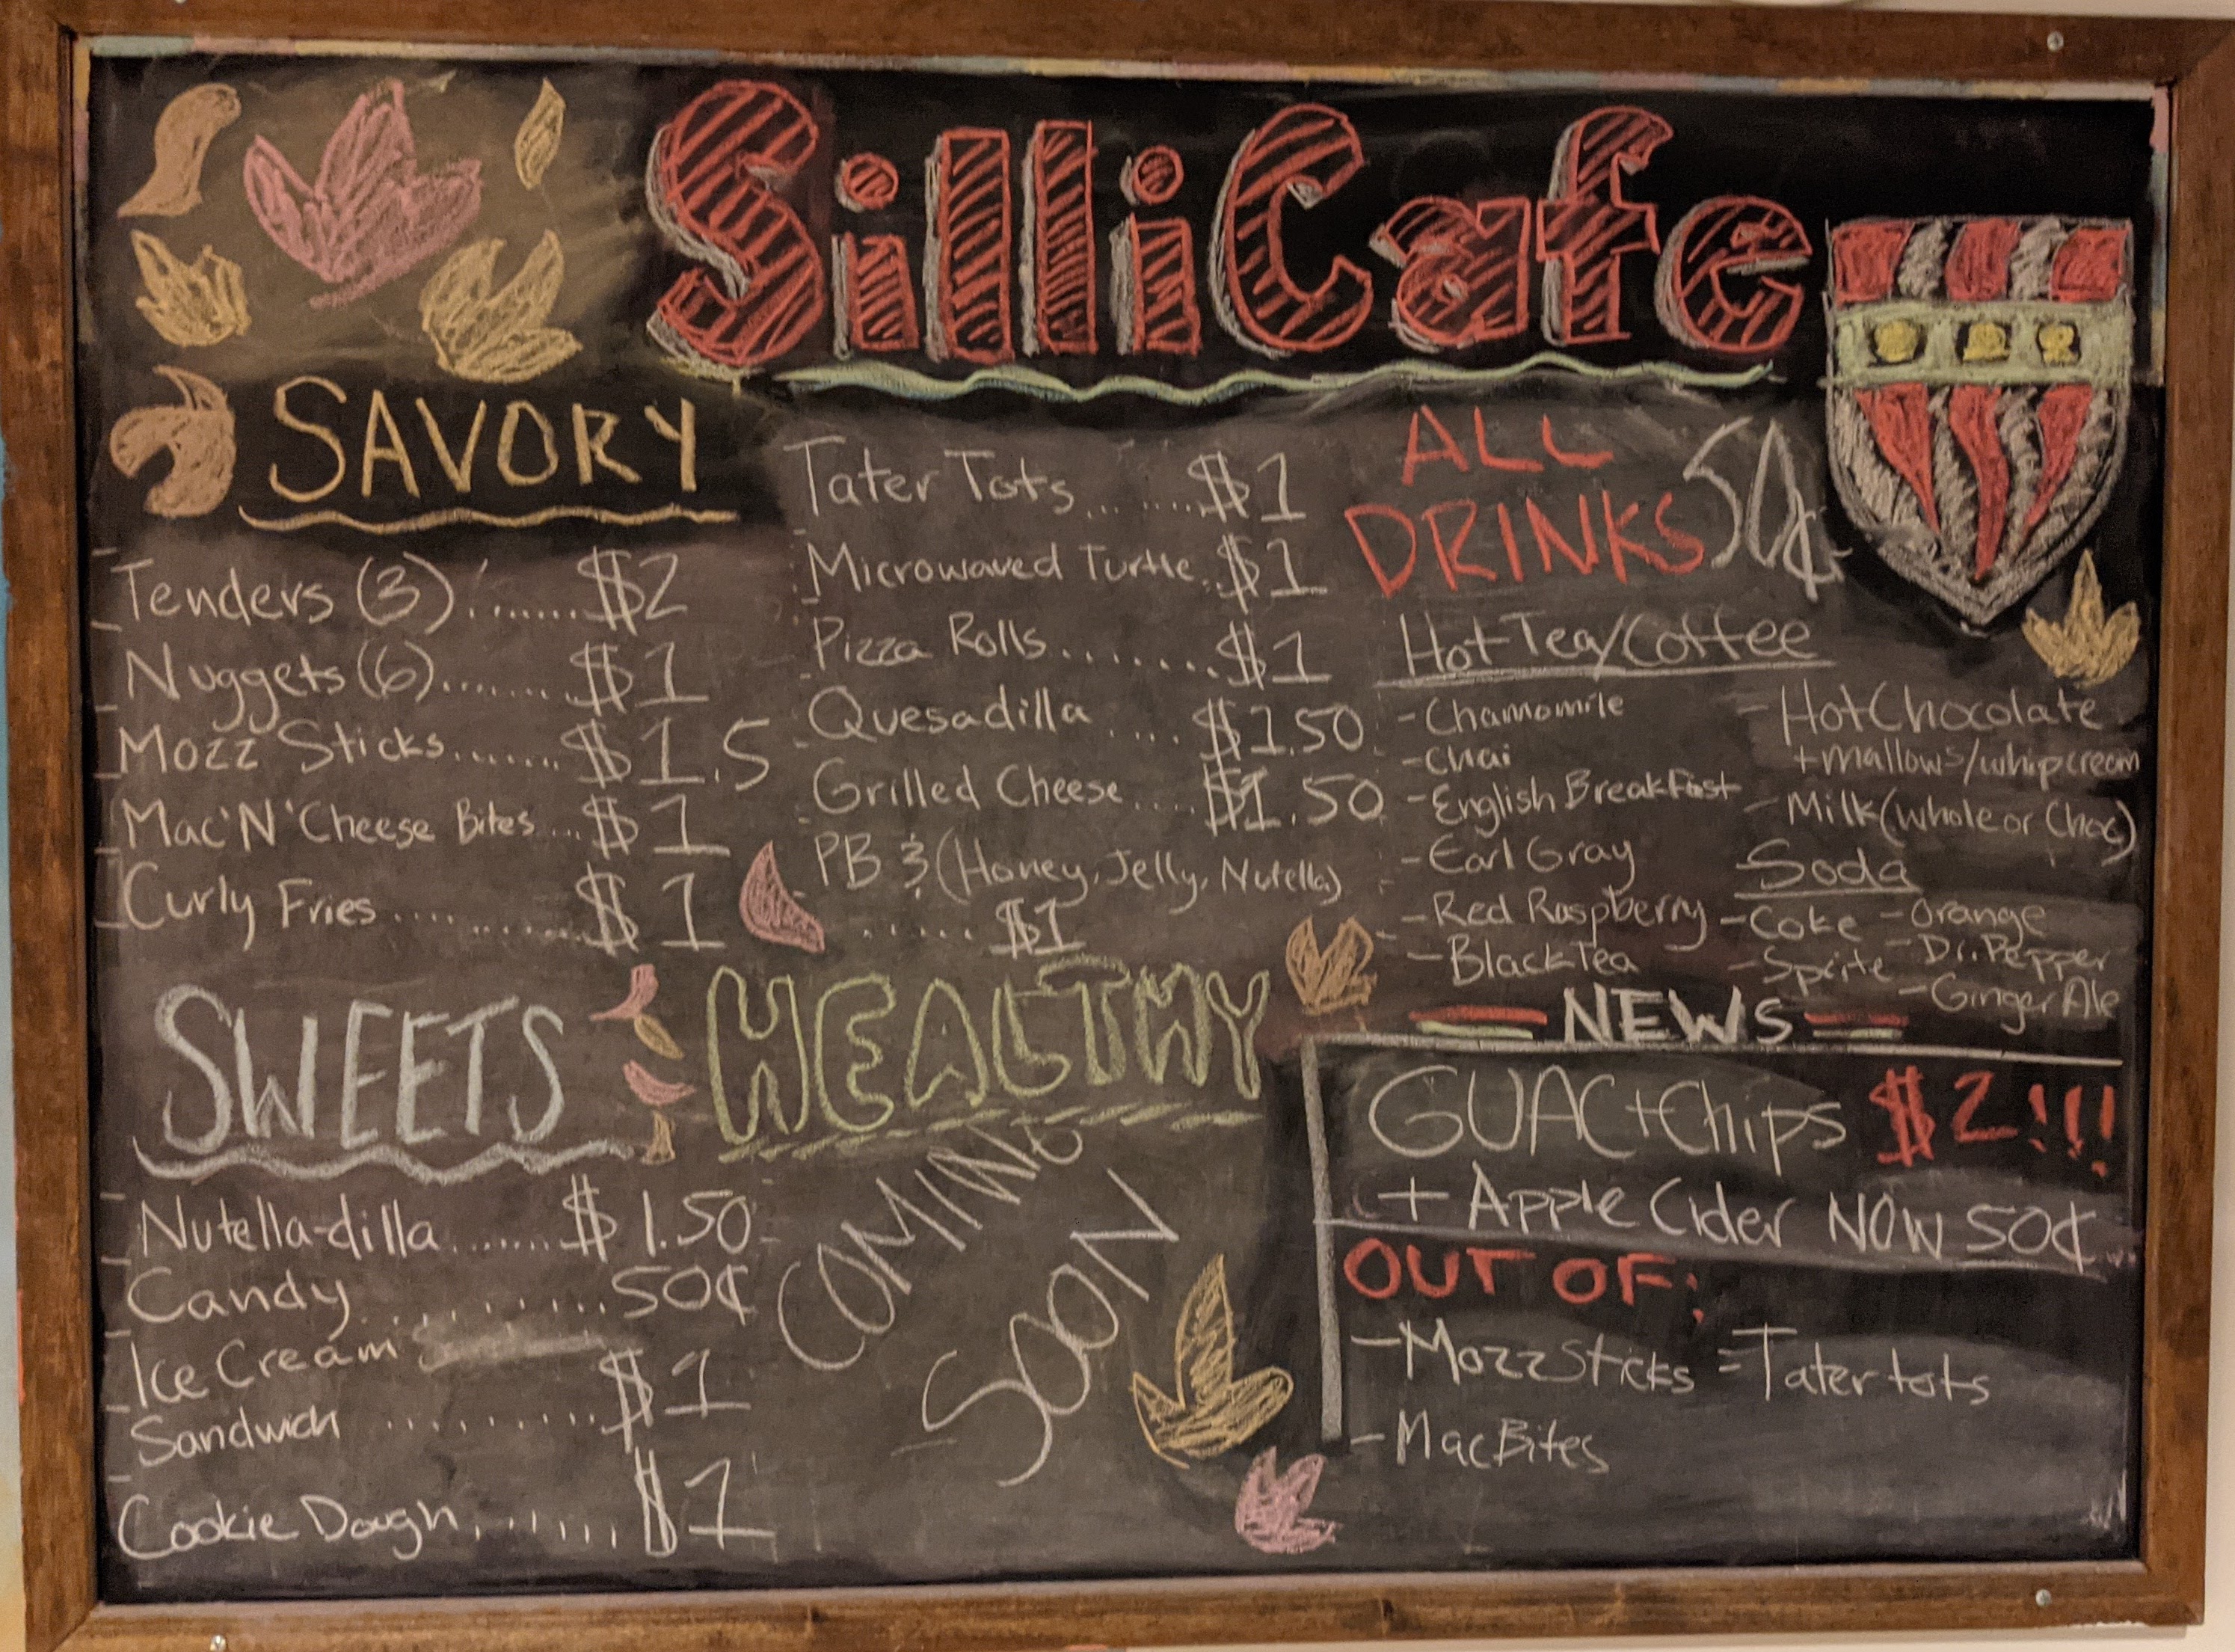 SilliCafe
SAVORY
Tenders (3)........$2
Nuggets (6)........$1
Mozz Sticks.......$1.5
Mac'N'Cheese Bites...$1
Curly Fries..........$1
Tater Tots........$1
Microwaved Turtle..$1
Pizza Rolls........$1
Quesadilla....$1.50
Grilled Cheese....$1.50
PB & (Honey, Jelly, Nutella)
......$1
ALL
DRINKS 50¢
Hot Tea/Coffee
- Chamomile
- Chai
- English Breakfast
- Earl Gray
- Red Raspberry
- Black Tea
- Hot Chocolate
+mallows/whipcream
- Milk (whole or Choc)
Soda
- Coke - Orange
- Sprite - Dr. Pepper
- Ginger Ale
SWEETS
Nutella-dilla.......$1.50
Candy.........50¢
Ice Cream
Sandwich.........$1
Cookie Dough.......$1
HEALTHY
COMING
SOON
NEWS
GUAC+Chips $2!!!
+ Apple Cider NOW 50¢
OUT OF:
- Mozz Sticks - Tater tots
- Mac Bites